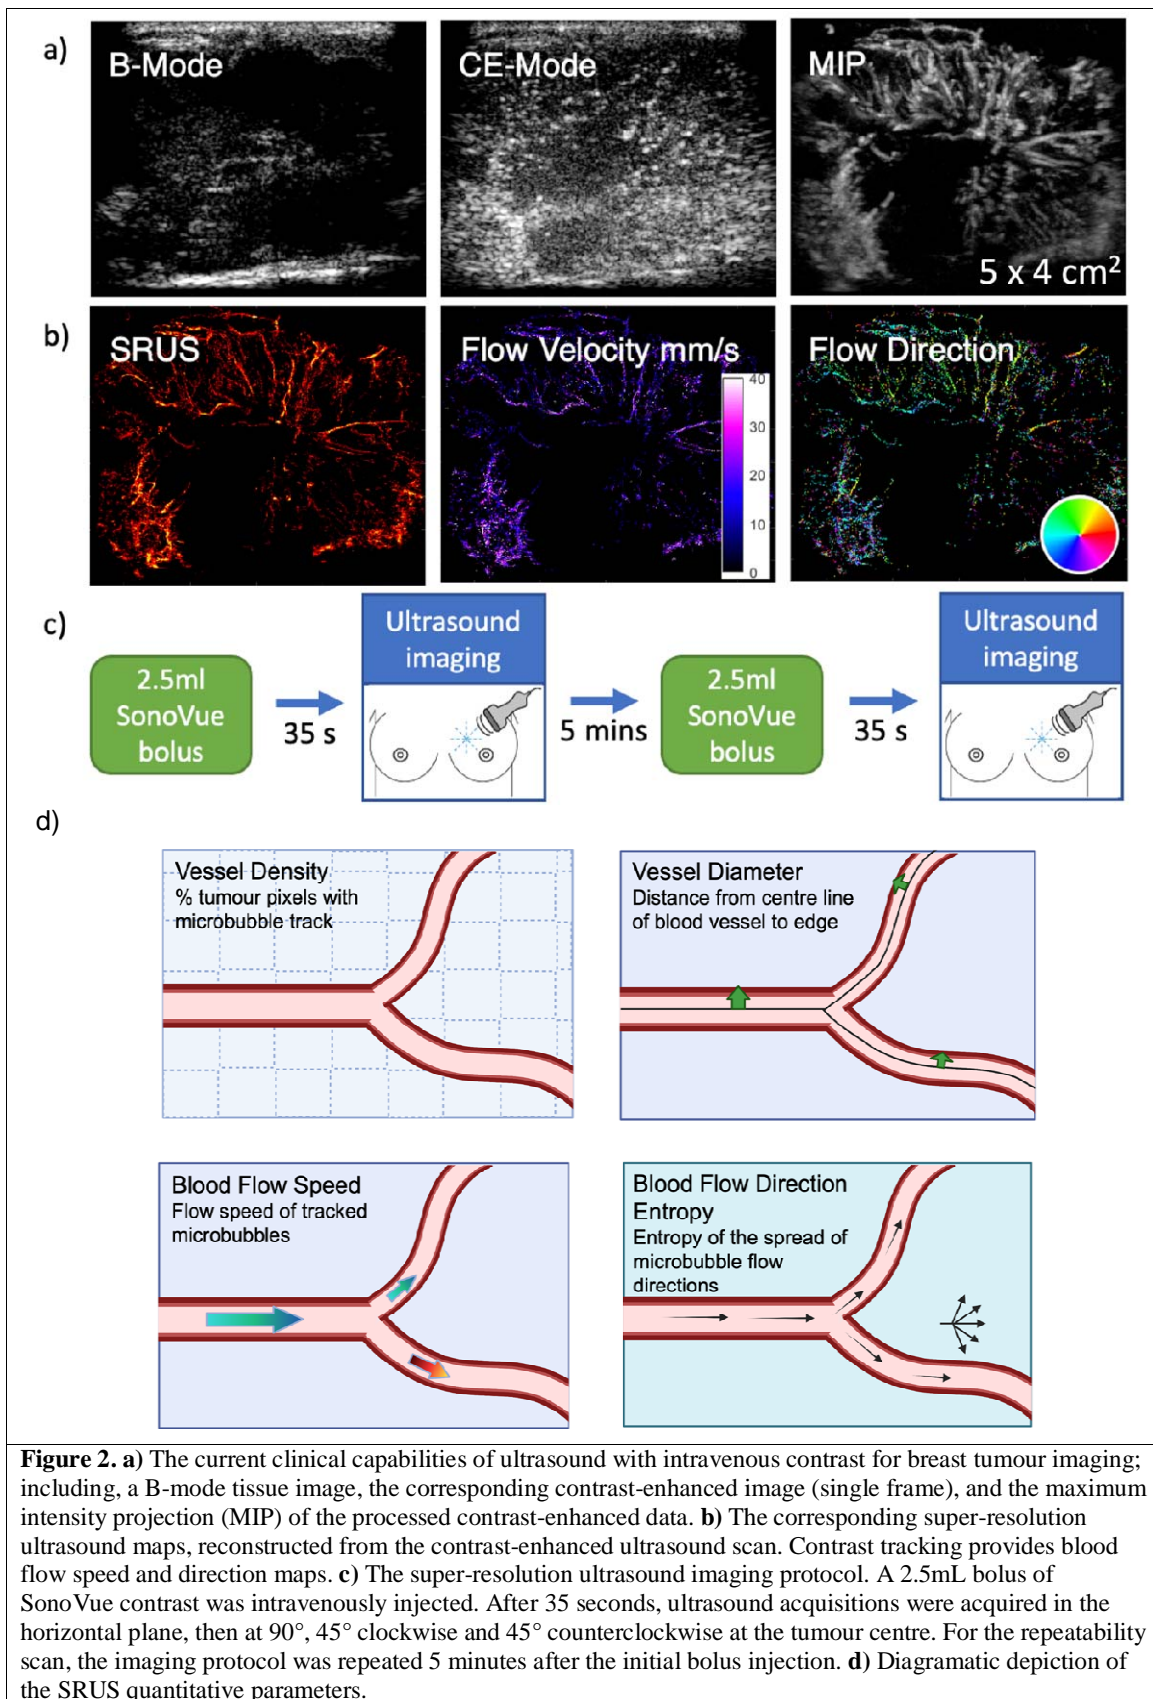 a)
B-Mode
CE-Mode
MIP
5 x 4 cm²
b)
SRUS
Flow Velocity mm/s
40
30
20
10
0
Flow Direction
c)
2.5ml
SonoVue
bolus
35 s
Ultrasound
imaging
5 mins
2.5ml
SonoVue
bolus
35 s
Ultrasound
imaging
d)
Vessel Density
% tumour pixels with
microbubble track
Vessel Diameter
Distance from centre line
of blood vessel to edge
Blood Flow Speed
Flow speed of tracked
microbubbles
Blood Flow Direction
Entropy
Entropy of the spread of
microbubble flow
directions
Figure 2. a) The current clinical capabilities of ultrasound with intravenous contrast for breast tumour imaging;
including, a B-mode tissue image, the corresponding contrast-enhanced image (single frame), and the maximum
intensity projection (MIP) of the processed contrast-enhanced data. b) The corresponding super-resolution
ultrasound maps, reconstructed from the contrast-enhanced ultrasound scan. Contrast tracking provides blood
flow speed and direction maps. c) The super-resolution ultrasound imaging protocol. A 2.5mL bolus of
SonoVue contrast was intravenously injected. After 35 seconds, ultrasound acquisitions were acquired in the
horizontal plane, then at 90°, 45° clockwise and 45° counterclockwise at the tumour centre. For the repeatability
scan, the imaging protocol was repeated 5 minutes after the initial bolus injection. d) Diagramatic depiction of
the SRUS quantitative parameters.